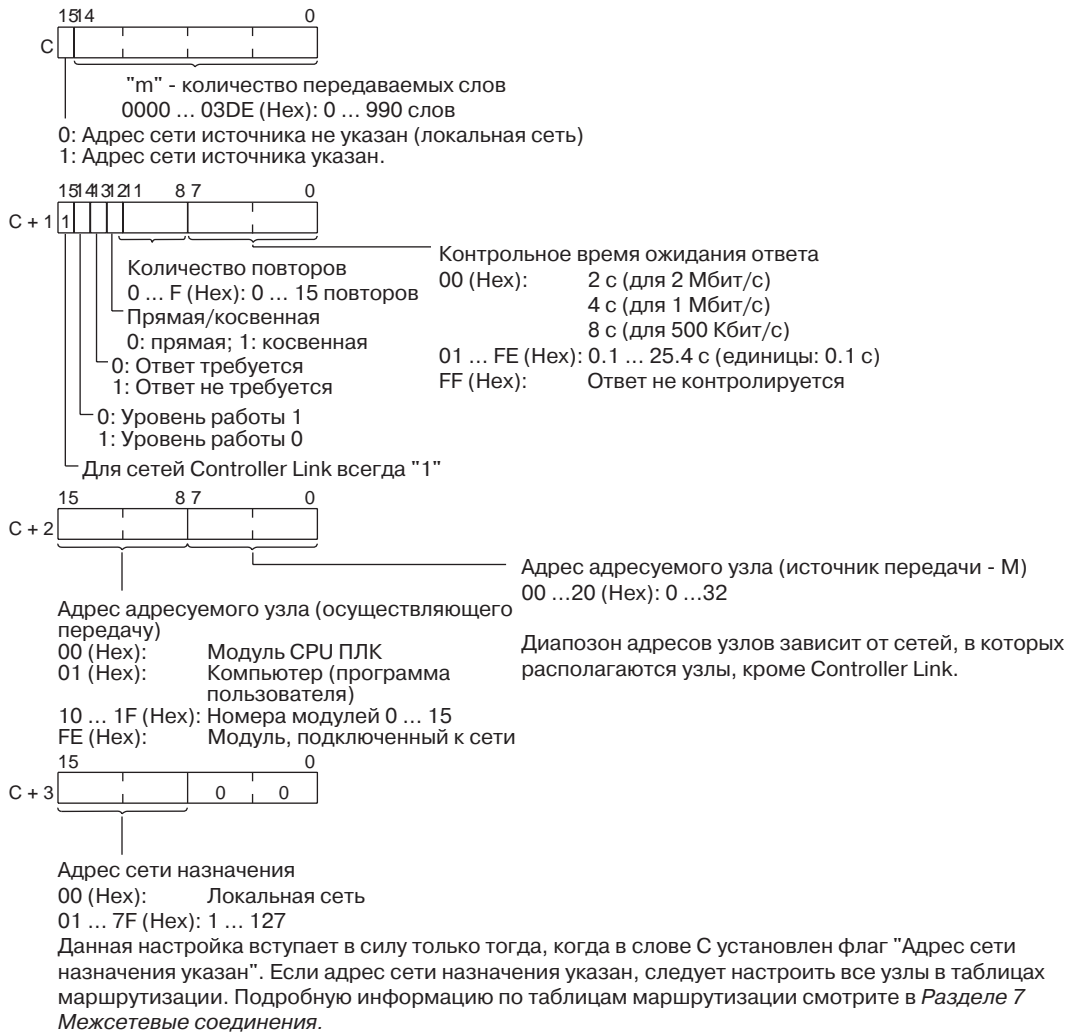 1514 0
C
"m" - количество передаваемых слов
0000 … 03DE (Hex): 0 … 990 слов
0: Адрес сети источника не указан (локальная сеть)
1: Адрес сети источника указан.
1514131211 8 7 0
C + 1 1
Количество повторов
0 … F (Hex): 0 … 15 повторов
Прямая/косвенная
0: прямая; 1: косвенная
0: Ответ требуется
1: Ответ не требуется
0: Уровень работы 1
1: Уровень работы 0
Для сетей Controller Link всегда "1"
Контрольное время ожидания ответа
00 (Hex): 2 с (для 2 Мбит/с)
4 с (для 1 Мбит/с)
8 с (для 500 Кбит/с)
01 … FE (Hex): 0.1 … 25.4 с (единицы: 0.1 с)
FF (Hex): Ответ не контролируется
15 8 7 0
C + 2
Адрес адресуемого узла (источник передачи - M)
00 …20 (Hex): 0 …32
Диапозон адресов узлов зависит от сетей, в которых
располагаются узлы, кроме Controller Link.
Адрес адресуемого узла (осуществляющего
передачу)
00 (Hex): Модуль CPU ПЛК
01 (Hex): Компьютер (программа
пользователя)
10 … 1F (Hex): Номера модулей 0 … 15
FE (Hex): Модуль, подключенный к сети
15 0
C + 3 0 0
Адрес сети назначения
00 (Hex): Локальная сеть
01 … 7F (Hex): 1 … 127
Данная настройка вступает в силу только тогда, когда в слове C установлен флаг "Адрес сети
назначения указан". Если адрес сети назначения указан, следует настроить все узлы в таблицах
маршрутизации. Подробную информацию по таблицам маршрутизации смотрите в Разделе 7
Межсетевые соединения.